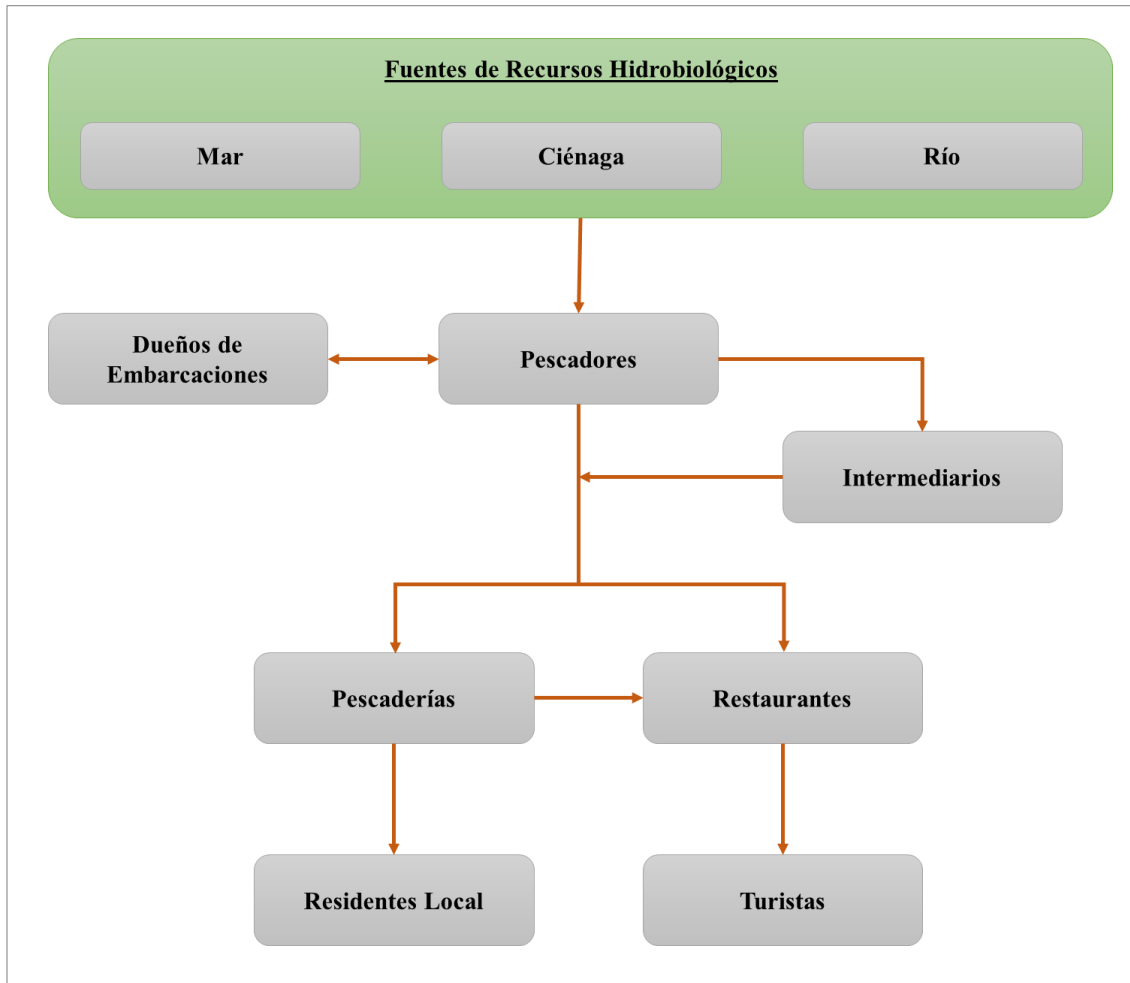 Fuentes de Recursos Hidrobiológicos
Mar
Ciénaga
Río
Dueños de
Embarcaciones
Pescadores
Intermediarios
Pescaderías
Restaurantes
Residentes Local
Turistas